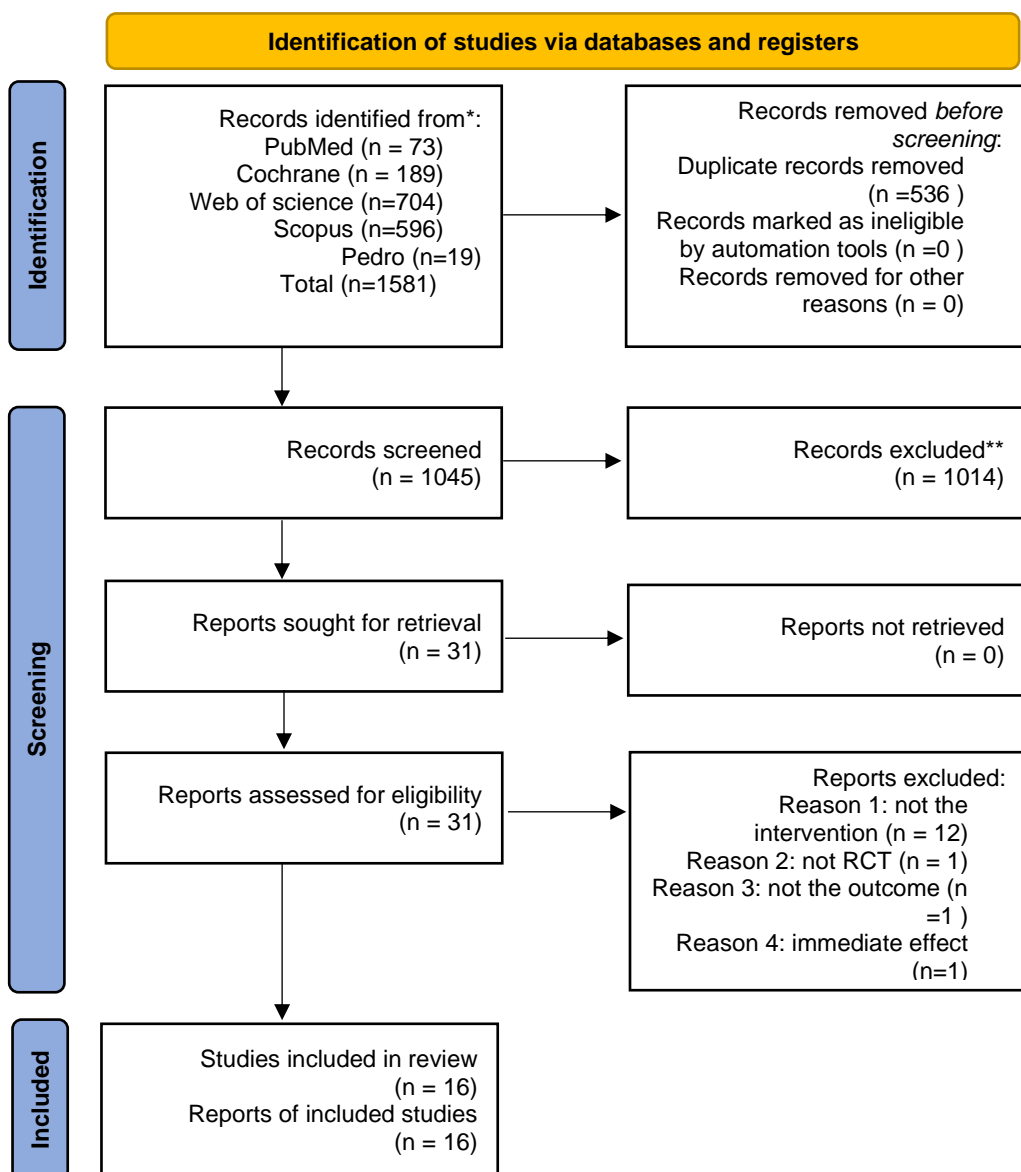 Identification of studies via databases and registers
Identification
Records identified from*:
PubMed (n = 73)
Cochrane (n = 189)
Web of science (n=704)
Scopus (n=596)
Pedro (n=19)
Total (n=1581)
Records removed before
screening:
Duplicate records removed
(n =536 )
Records marked as ineligible
by automation tools (n =0 )
Records removed for other
reasons (n = 0)
Screening
Records screened
(n = 1045)
Records excluded**
(n = 1014)
Reports sought for retrieval
(n = 31)
Reports not retrieved
(n = 0)
Reports assessed for eligibility
(n = 31)
Reports excluded:
Reason 1: not the
intervention (n = 12)
Reason 2: not RCT (n = 1)
Reason 3: not the outcome (n
=1 )
Reason 4: immediate effect
(n=1)
Included
Studies included in review
(n = 16)
Reports of included studies
(n = 16)